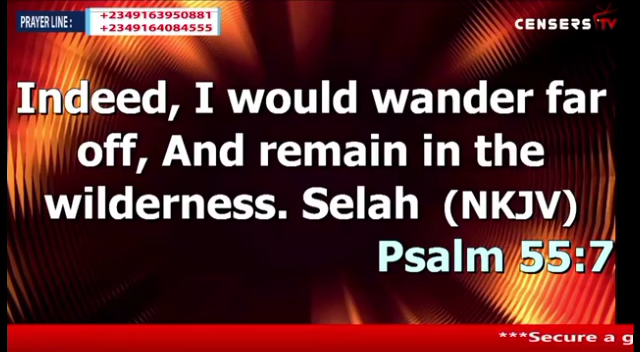 PRAYER LINE :
+2349163950881
+2349164084555
CENSERS TV
Indeed, I would wander far
off, And remain in the
wilderness. Selah (NKJV)
Psalm 55:7
***Secure a g